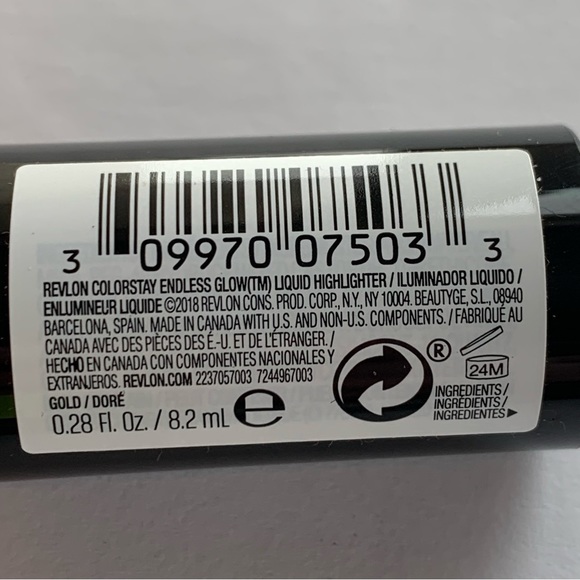 3 09970 07503 3
REVLON COLORSTAY ENDLESS GLOW(TM) LIQUID HIGHLIGHTER / ILUMINADOR LIQUIDO /
ENLUMINEUR LIQUIDE ©2018 REVLON CONS. PROD. CORP., N.Y., NY 10004. BEAUTYGE, S.L., 08940
BARCELONA, SPAIN. MADE IN CANADA WITH U.S. AND NON-U.S. COMPONENTS. / FABRIQUÉ AU
CANADA AVEC DES PIÈCES DES É.-U. ET DE L'ÉTRANGER. /
HECHO EN CANADA CON COMPONENTES NACIONALES Y
EXTRANJEROS. REVLON.COM 2237057003 7244967003
GOLD / DORÉ
0.28 Fl. Oz. / 8.2 mL ℮
®
24M
INGREDIENTS /
INGRÉDIENTS /
INGREDIENTES ▶